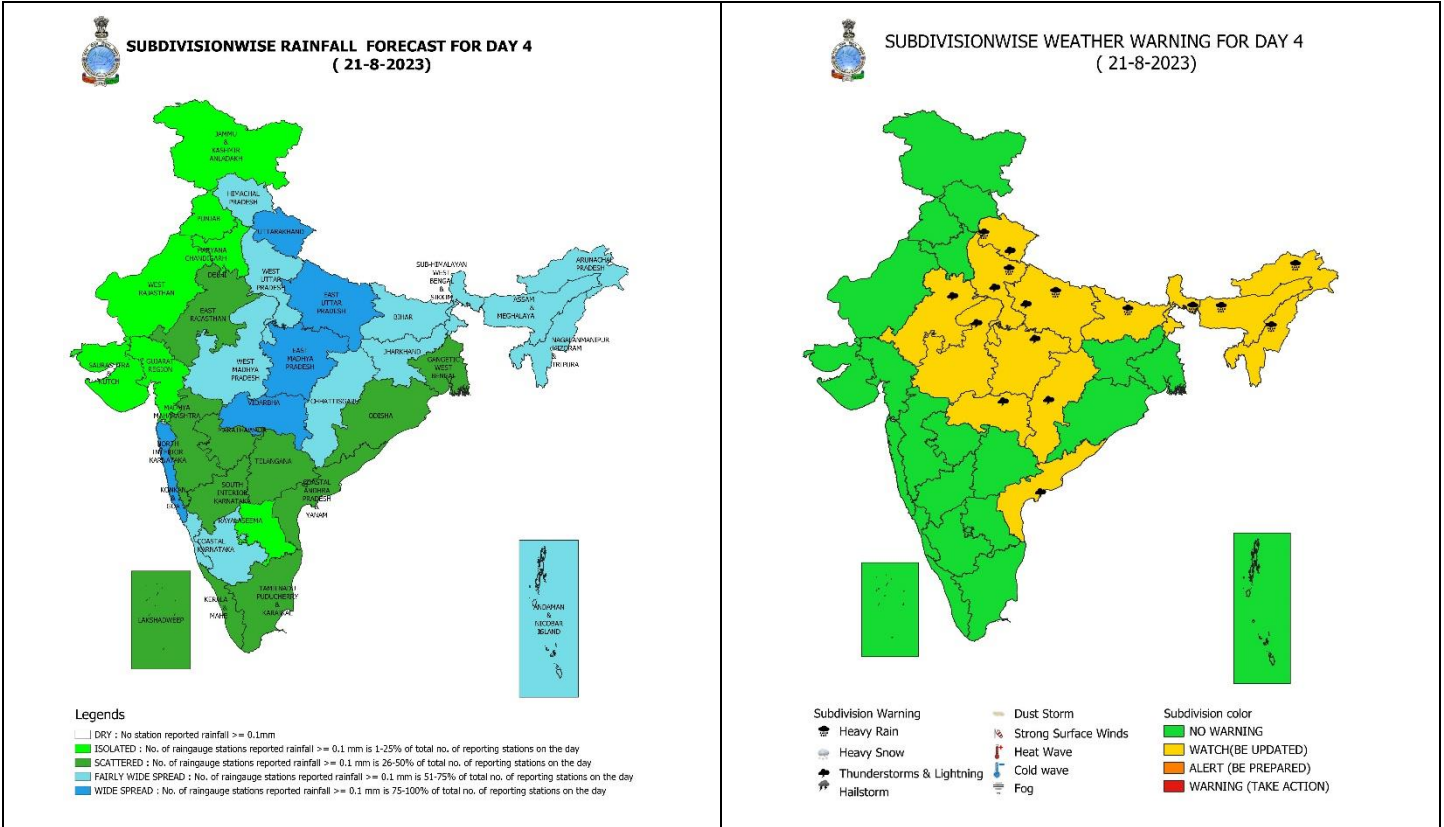 SUBDIVISIONWISE RAINFALL FORECAST FOR DAY 4
( 21-8-2023)
JAMMU
&
KASHMIR
ANLADAKH
HIMACHAL
PRADESH
PUNJAB
UTTARAKHAND
HARYANA
CHANDIGARH
DELHI
WEST
RAJASTHAN
WEST
UTTAR
PRADESH
SUB-HIMALAYAN
WEST
BENGAL
&
SIKKIM
ARUNACHAL
PRADESH
EAST
RAJASTHAN
EAST
UTTAR
PRADESH
BIHAR
ASSAM
&
MEGHALAYA
NAGALANMANIPUR
MIZORAM
&
TRIPURA
SAURASHTRA
&
KUTCH
GUJARAT
REGION
WEST
MADHYA
PRADESH
EAST
MADHYA
PRADESH
JHARKHAND
GANGETIC
WEST
BENGAL
MADHYA
MAHARASHTRA
VIDARBHA
CHHATTISGARH
ODISHA
MARATHAWADA
NORTH
INTERIOR
KARNATAKA
TELANGANA
KONKAN
&
GOA
SOUTH
INTERIOR
KARNATAKA
COASTAL
ANDHRA
PRADESH
&
YANAM
RAYALASEEMA
COASTAL
KARNATAKA
LAKSHADWEEP
KERALA
&
MAHE
TAMILNADU
PUDUCHERRY
&
KARAIKAL
ANDAMAN
&
NICOBAR
ISLAND
Legends
DRY : No station reported rainfall >= 0.1mm
ISOLATED : No. of raingauge stations reported rainfall >= 0.1 mm is 1-25% of total no. of reporting stations on the day
SCATTERED : No. of raingauge stations reported rainfall >= 0.1 mm is 26-50% of total no. of reporting stations on the day
FAIRLY WIDE SPREAD : No. of raingauge stations reported rainfall >= 0.1 mm is 51-75% of total no. of reporting stations on the day
WIDE SPREAD : No. of raingauge stations reported rainfall >= 0.1 mm is 75-100% of total no. of reporting stations on the day
SUBDIVISIONWISE WEATHER WARNING FOR DAY 4
( 21-8-2023)
Subdivision Warning
Heavy Rain
Heavy Snow
Thunderstorms & Lightning
Hailstorm
Dust Storm
Strong Surface Winds
Heat Wave
Cold wave
Fog
Subdivision color
NO WARNING
WATCH(BE UPDATED)
ALERT (BE PREPARED)
WARNING (TAKE ACTION)